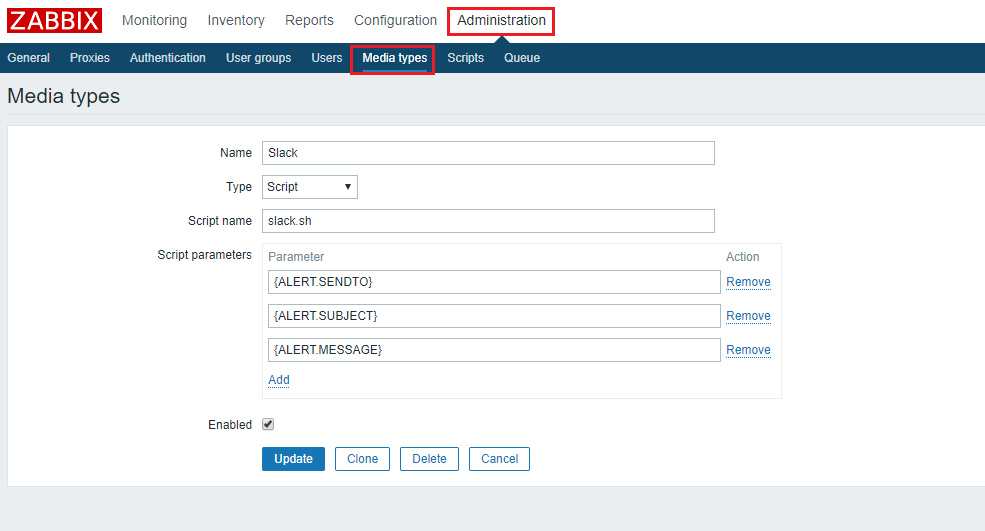 ZABBIX Monitoring Inventory Reports Configuration Administration
General Proxies Authentication User groups Users Media types Scripts Queue
Media types
Name Slack
Type Script
Script name slack.sh
Script parameters Parameter Action
{ALERT.SENDTO} Remove
{ALERT.SUBJECT} Remove
{ALERT.MESSAGE} Remove
Add
Enabled
Update Clone Delete Cancel